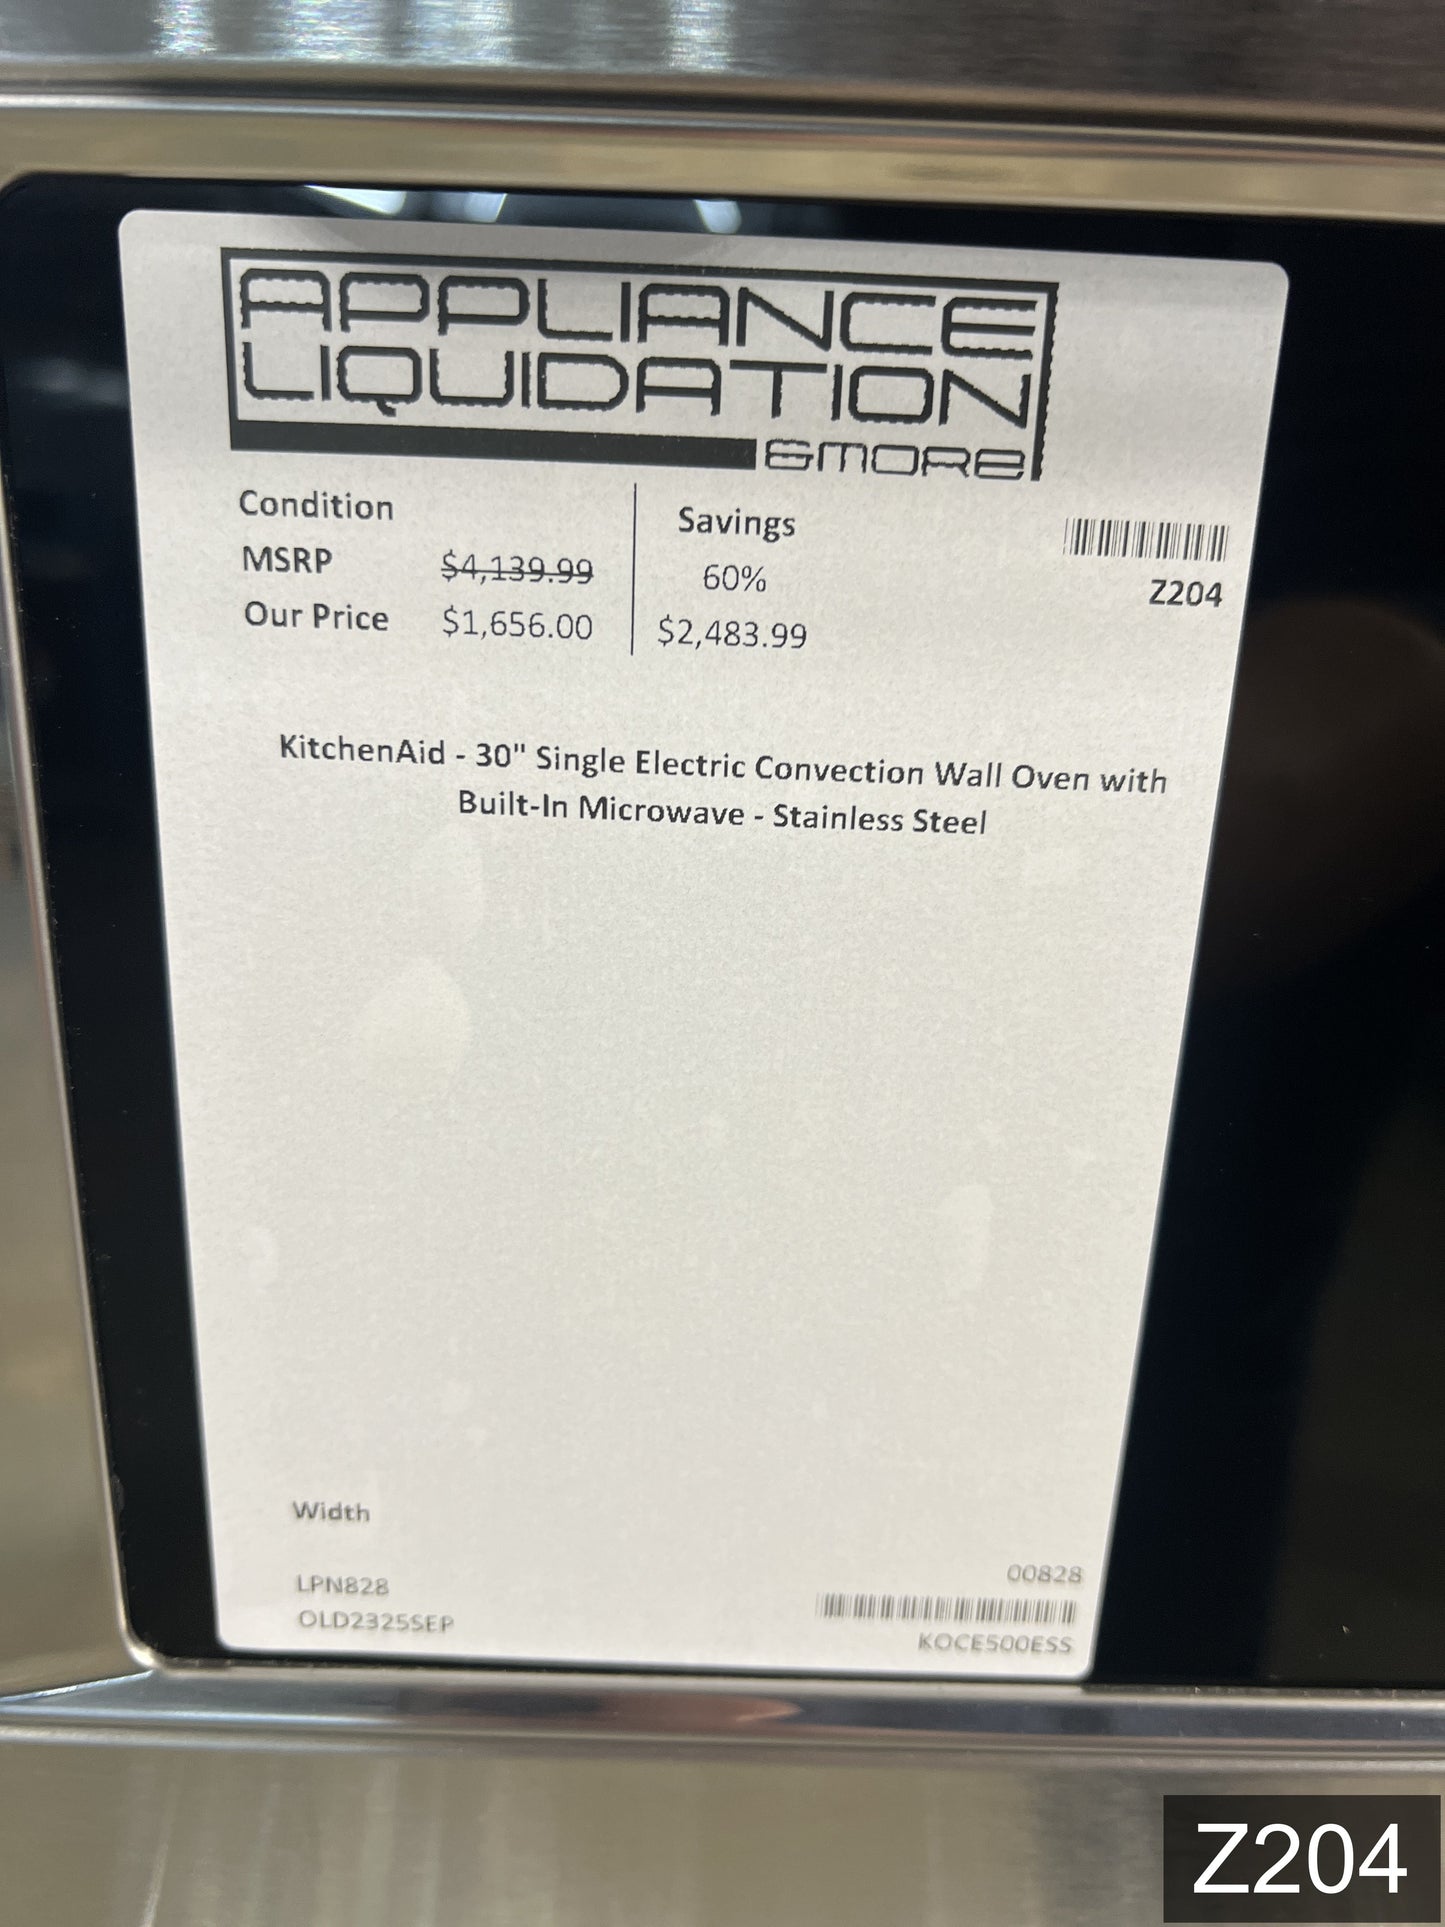 APPLIANCE
LIQUIDATION
&MORE
Condition
MSRP $4,139.99
Our Price $1,656.00
Savings
60%
$2,483.99
Z204
KitchenAid - 30" Single Electric Convection Wall Oven with
Built-In Microwave - Stainless Steel
Width
LPN828
OLD2325SEP
00828
KOCE500ESS
Z204